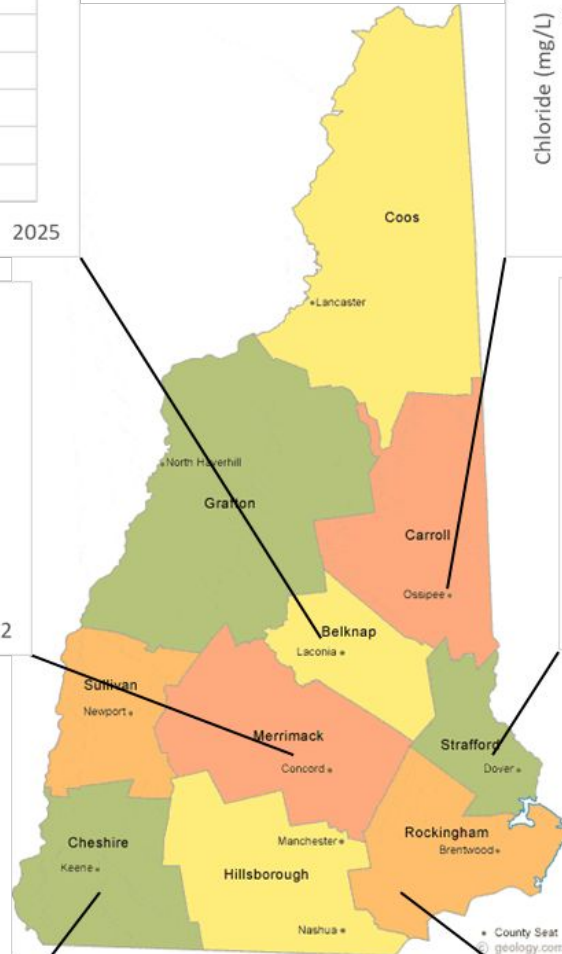 Chloride (mg/L)
Coos
2025
Lancaster
North Haverhill
Grafton
Carroll
Ossipee
2
Belknap
Laconia
Sullivan
Newport
Merrimack
Strafford
Concord
Dover
Rockingham
Cheshire
Manchester
Brentwood
Keene
Hillsborough
Nashua
County Seat
© geology.com